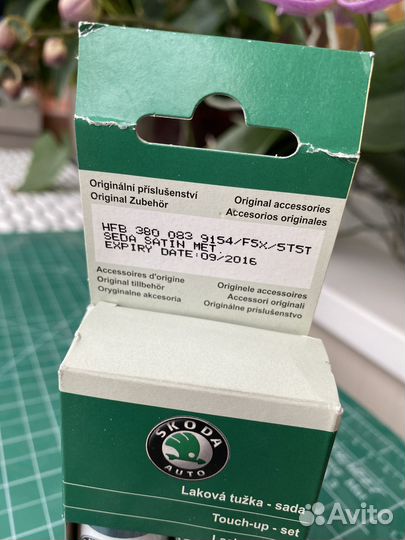 Originální příslušenství
Original Zubehör
Original accessories
Accesorios originales
HFB 380 083 9154/F5X/5T5T
SEDA SATIN MET.
EXPIRY DATE:09/2016
Accessoires d'origine
Original tillbehör
Oryginalne akcesoria
Originele accessoires
Accessori originali
Originálne príslušenstvo
SKODA
AUTO
Laková tužka - sada
Touch-up - set
Avito